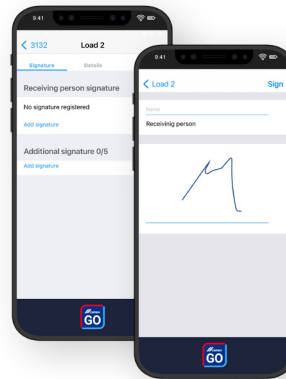 9:41
3132
Load 2
Signature
Details
Receiving person signature
No signature registered
Add signature
Additional signature 0/5
Add signature
GO
9:41
Load 2
Sign
Name
Receivinig person
GO